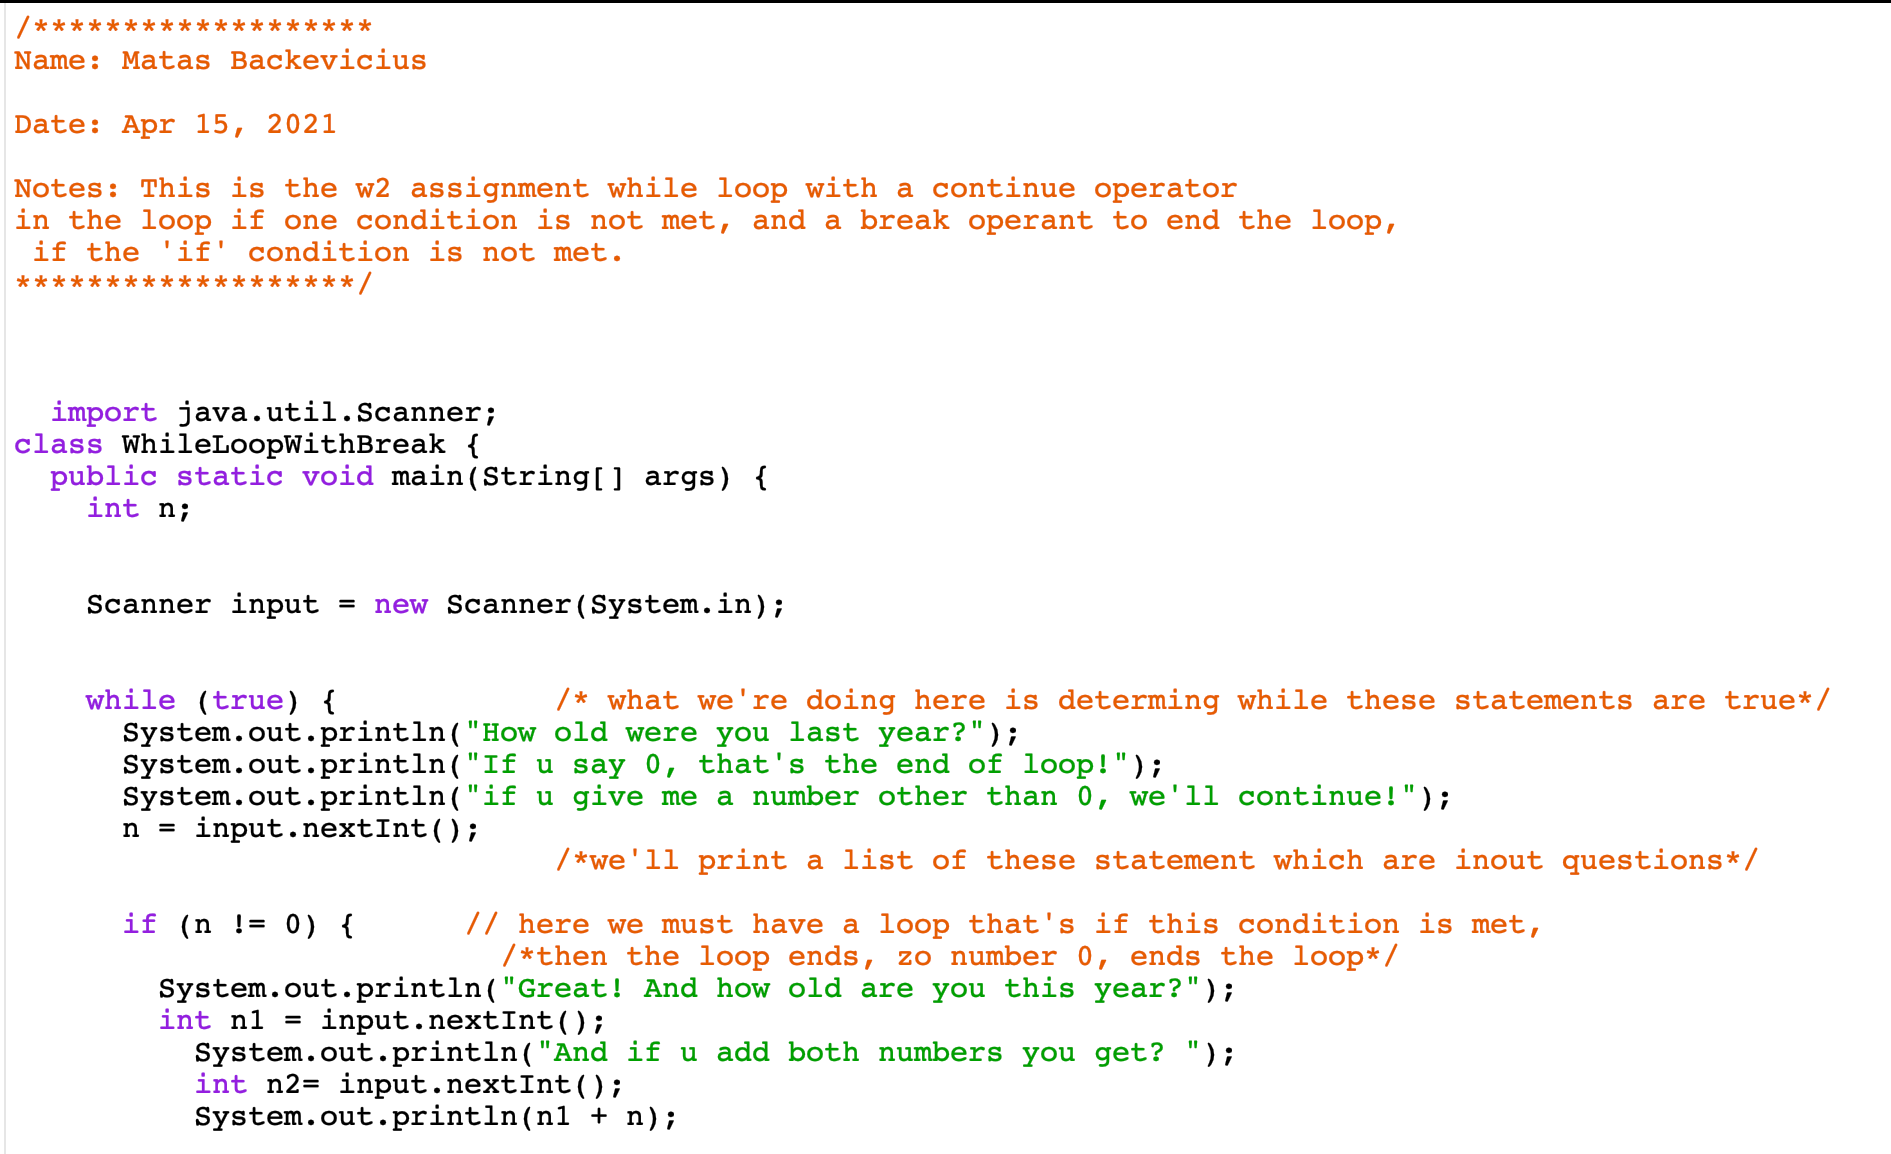 /*******************
Name: Matas Backevicius
Date: Apr 15, 2021
Notes: This is the w2 assignment while loop with a continue operator
in the loop if one condition is not met, and a break operant to end the loop,
 if the 'if' condition is not met.
*******************/
  import java.util.Scanner;
class WhileLoopWithBreak {
  public static void main(String[] args) {
    int n;
    Scanner input = new Scanner(System.in);
    while (true) {            /* what we're doing here is determing while these statements are true*/
      System.out.println("How old were you last year?");
      System.out.println("If u say 0, that's the end of loop!");
      System.out.println("if u give me a number other than 0, we'll continue!");
      n = input.nextInt();
                              /*we'll print a list of these statement which are inout questions*/
      if (n != 0) {      // here we must have a loop that's if this condition is met,
                           /*then the loop ends, zo number 0, ends the loop*/
        System.out.println("Great! And how old are you this year?");
        int n1 = input.nextInt();
          System.out.println("And if u add both numbers you get? ");
          int n2= input.nextInt();
          System.out.println(n1 + n);